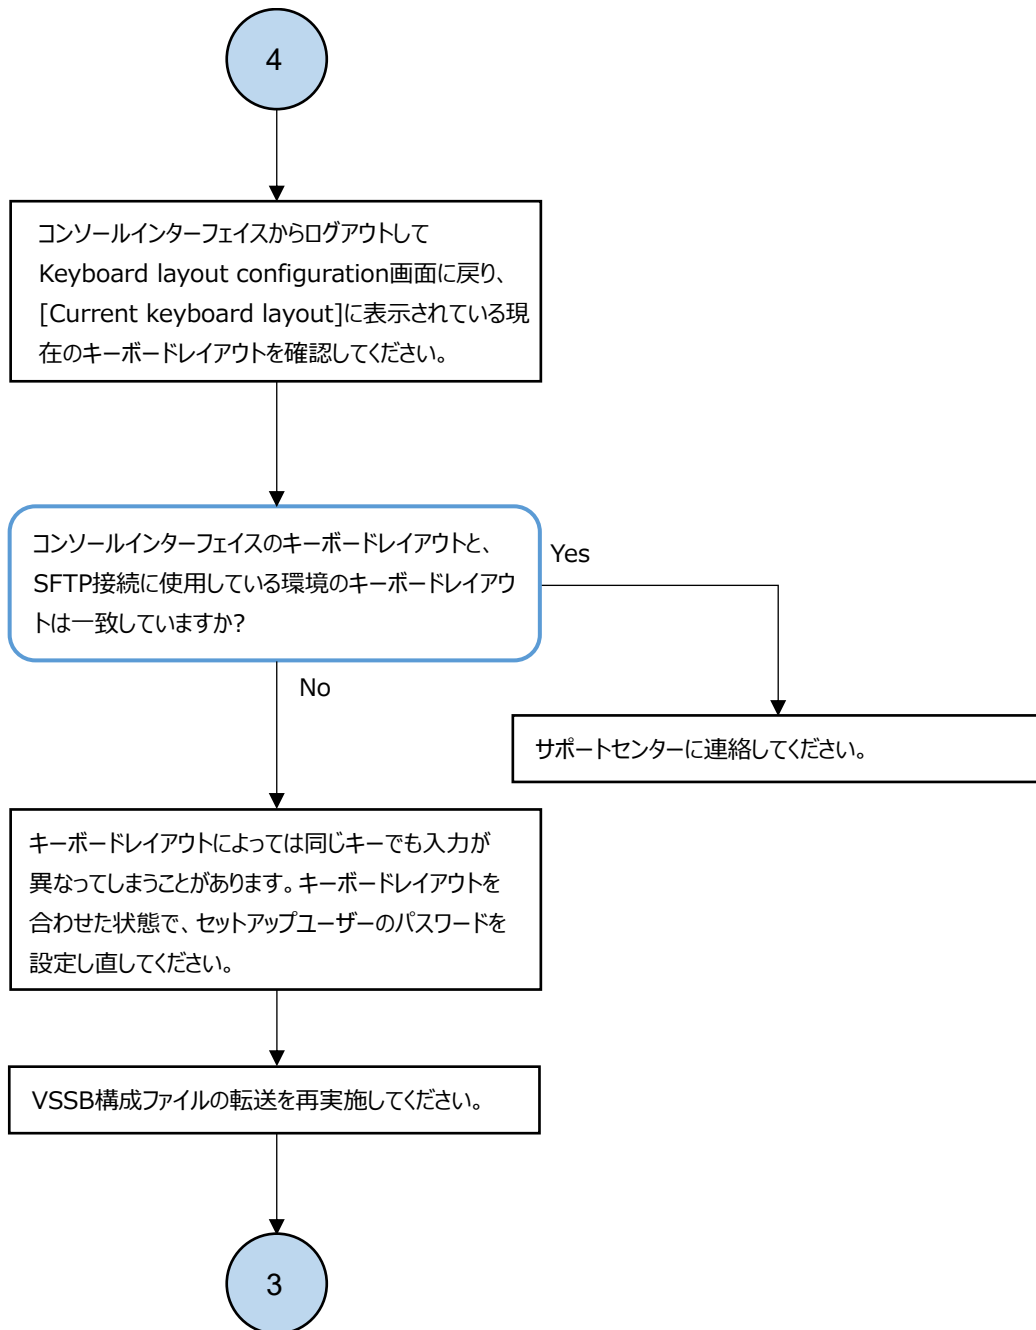 4
コンソールインターフェイスからログアウトして
Keyboard layout configuration画面に戻り、
[Current keyboard layout]に表示されている現
在のキーボードレイアウトを確認してください。
コンソールインターフェイスのキーボードレイアウトと、
SFTP接続に使用している環境のキーボードレイアウ
トは一致していますか?
Yes
No
サポートセンターに連絡してください。
キーボードレイアウトによっては同じキーでも入力が
異なってしまうことがあります。キーボードレイアウトを
合わせた状態で、セットアップユーザーのパスワードを
設定し直してください。
VSSB構成ファイルの転送を再実施してください。
3